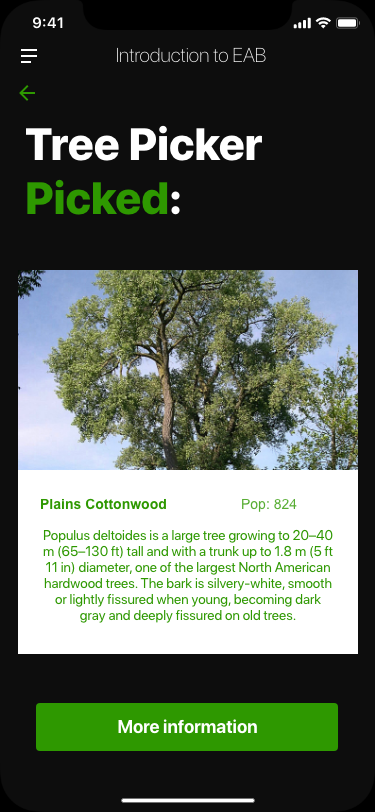 9:41
Introduction to EAB
Tree Picker
Picked:
Plains Cottonwood Pop: 824
Populus deltoides is a large tree growing to 20–40
m (65–130 ft) tall and with a trunk up to 1.8 m (5 ft
11 in) diameter, one of the largest North American
hardwood trees. The bark is silvery-white, smooth
or lightly fissured when young, becoming dark
gray and deeply fissured on old trees.
More information